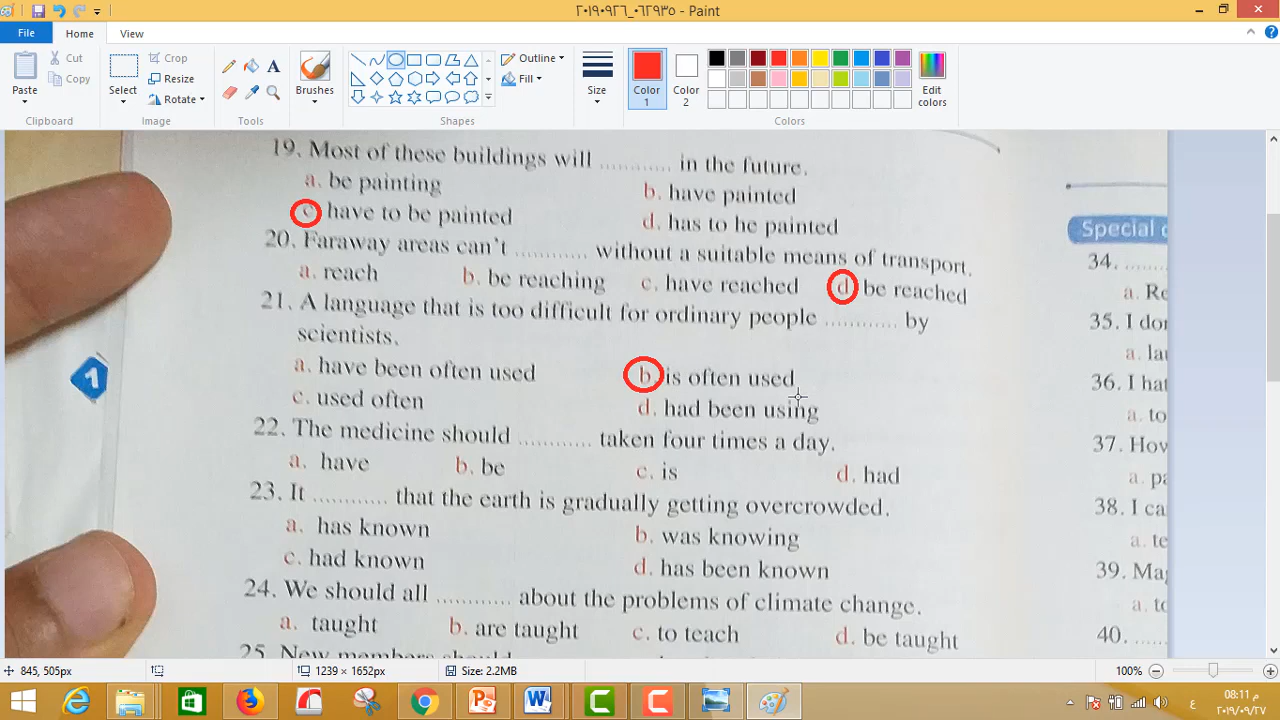 ٢٠١٩٠٩٢٦_٠٦٢٩٣٥ - Paint
File Home View
Paste Cut Copy Clipboard
Select Crop Resize Rotate Image
Tools
Brushes
Outline Fill Shapes
Size
Color 1 Color 2 Edit colors Colors
19. Most of these buildings will ............ in the future.
a. be painting b. have painted
c. have to be painted d. has to be painted
20. Faraway areas can't ............ without a suitable means of transport.
a. reach b. be reaching c. have reached d. be reached
21. A language that is too difficult for ordinary people ............ by
scientists.
a. have been often used b. is often used
c. used often d. had been using
22. The medicine should ............ taken four times a day.
a. have b. be c. is d. had
23. It ............ that the earth is gradually getting overcrowded.
a. has known b. was knowing
c. had known d. has been known
24. We should all ............ about the problems of climate change.
a. taught b. are taught c. to teach d. be taught
25. New members should
1
Special
34. ........
a.
35. I
a.
36. I
a. to
37. How
a.
38. I
a.
39.
a.
40. ......
845, 505px 1239 × 1652px Size: 2.2MB 100%
ع م 08:11
٢٠١٩/٠٩/٢٧